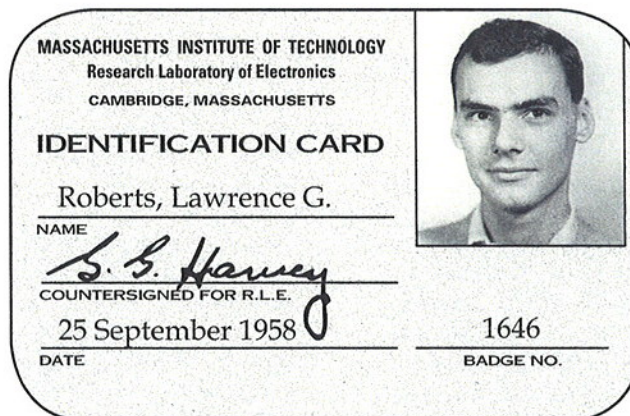 MASSACHUSETTS INSTITUTE OF TECHNOLOGY
Research Laboratory of Electronics
CAMBRIDGE, MASSACHUSETTS
IDENTIFICATION CARD
Roberts, Lawrence G.
NAME
G. G. Harvey
COUNTERSIGNED FOR R.L.E.
25 September 1958
DATE
1646
BADGE NO.